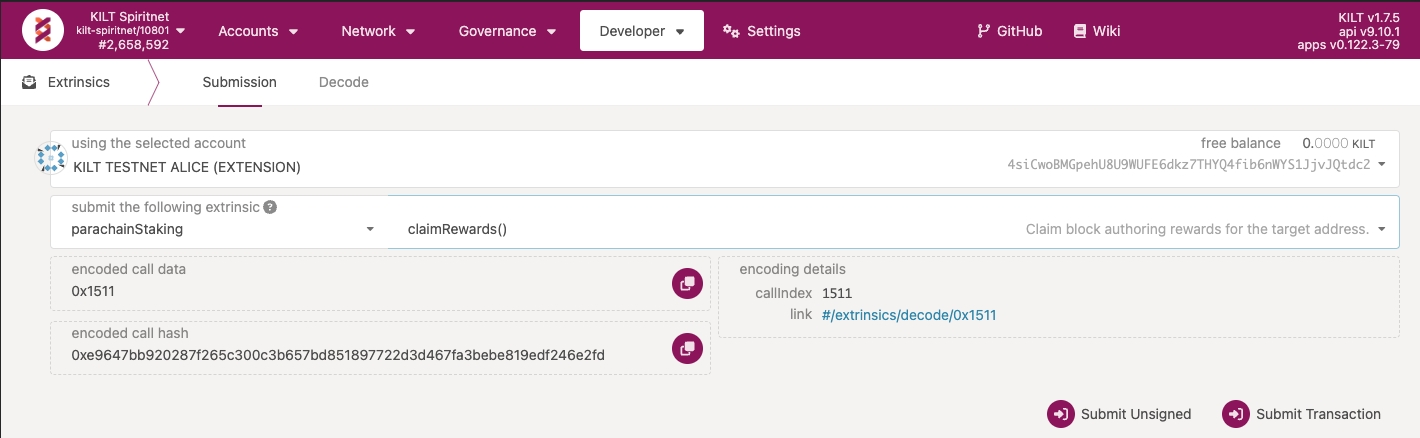 KILT Spiritnet
kilt-spiritnet/10801
#2,658,592
Accounts
Network
Governance
Developer
Settings
GitHub
Wiki
KILT v1.7.5
api v9.10.1
apps v0.122.3-79
Extrinsics
Submission
Decode
using the selected account
free balance 0.0000 KILT
KILT TESTNET ALICE (EXTENSION)
4siCwoBMGpehU8U9WUFE6dkz7THYQ4fib6nWYS1JjvJQtdc2
submit the following extrinsic ?
parachainStaking
claimRewards()
Claim block authoring rewards for the target address.
encoded call data
0x1511
encoding details
callIndex 1511
link #/extrinsics/decode/0x1511
encoded call hash
0xe9647bb920287f265c300c3b657bd851897722d3d467fa3bebe819edf246e2fd
Submit Unsigned
Submit Transaction